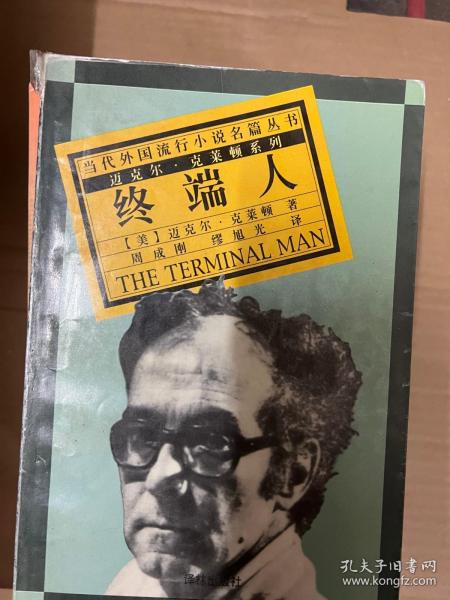 当代外国流行小说名篇丛书
迈克尔·克莱顿系列
终端人
【美】迈克尔·克莱顿 著
周成刚 缪旭光 译
THE TERMINAL MAN
译林出版社
孔夫子旧书网
www.kongfz.com